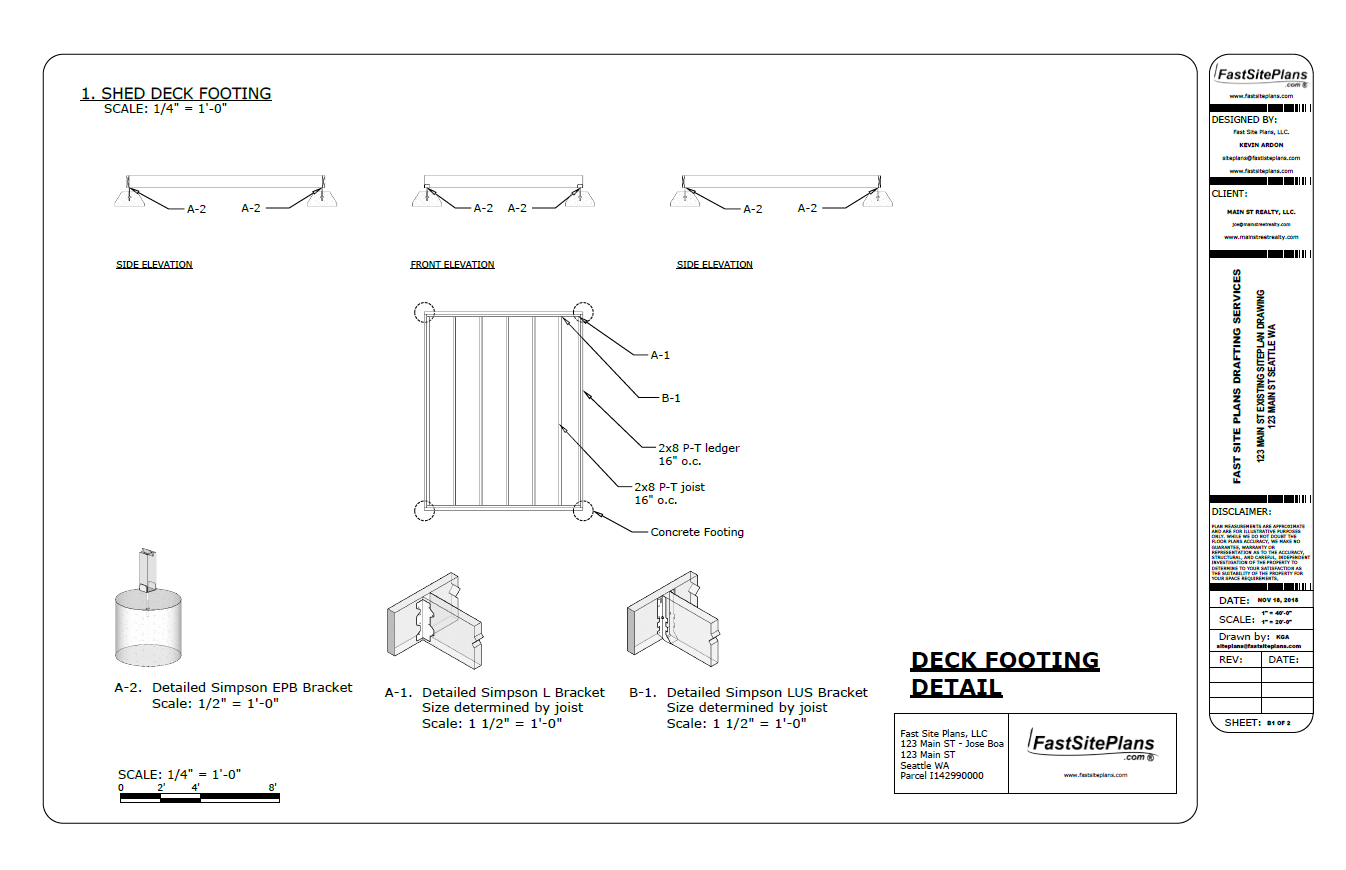 1. SHED DECK FOOTING
SCALE: 1/4" = 1'-0"
A-2 A-2
A-2 A-2
A-2 A-2
SIDE ELEVATION
FRONT ELEVATION
SIDE ELEVATION
A-1
B-1
2x8 P-T ledger
16" o.c.
2x8 P-T joist
16" o.c.
Concrete Footing
A-2. Detailed Simpson EPB Bracket
Scale: 1/2" = 1'-0"
A-1. Detailed Simpson L Bracket
Size determined by joist
Scale: 1 1/2" = 1'-0"
B-1. Detailed Simpson LUS Bracket
Size determined by joist
Scale: 1 1/2" = 1'-0"
SCALE: 1/4" = 1'-0"
0 2' 4' 8'
DECK FOOTING
DETAIL
Fast Site Plans, LLC
123 Main ST - Jose Boa
123 Main ST
Seattle WA
Parcel I142990000
FastSitePlans
.com ®
www.fastsiteplans.com
FastSitePlans
.com ®
www.fastsiteplans.com
DESIGNED BY:
Fast Site Plans, LLC.
KEVIN ARDON
siteplans@fastsiteplans.com
www.fastsiteplans.com
CLIENT:
MAIN ST REALTY, LLC.
joe@mainstreetrealty.com
www.mainstreetrealty.com
FAST SITE PLANS DRAFTING SERVICES
123 MAIN ST EXISTING SITEPLAN DRAWING
123 MAIN ST SEATTLE WA
DISCLAIMER:
PLAN MEASUREMENTS ARE APPROXIMATE
AND ARE FOR ILLUSTRATIVE PURPOSES
ONLY. WHILE WE DO NOT DOUBT THE
FLOOR PLANS ACCURACY, WE MAKE NO
GUARANTEE, WARRANTY OR
REPRESENTATION AS TO THE ACCURACY,
STRUCTURAL, AND CAREFUL, INDEPENDENT
INVESTIGATION OF THE PROPERTY TO
DETERMINE TO YOUR SATISFACTION AS
THE SUITABILITY OF THE PROPERTY FOR
YOUR SPACE REQUIREMENTS,
DATE: NOV 18, 2018
SCALE: 1" = 40'-0"
1" = 20'-0"
Drawn by: KGA
siteplans@fastsiteplans.com
REV: DATE:
SHEET: B1 OF 2